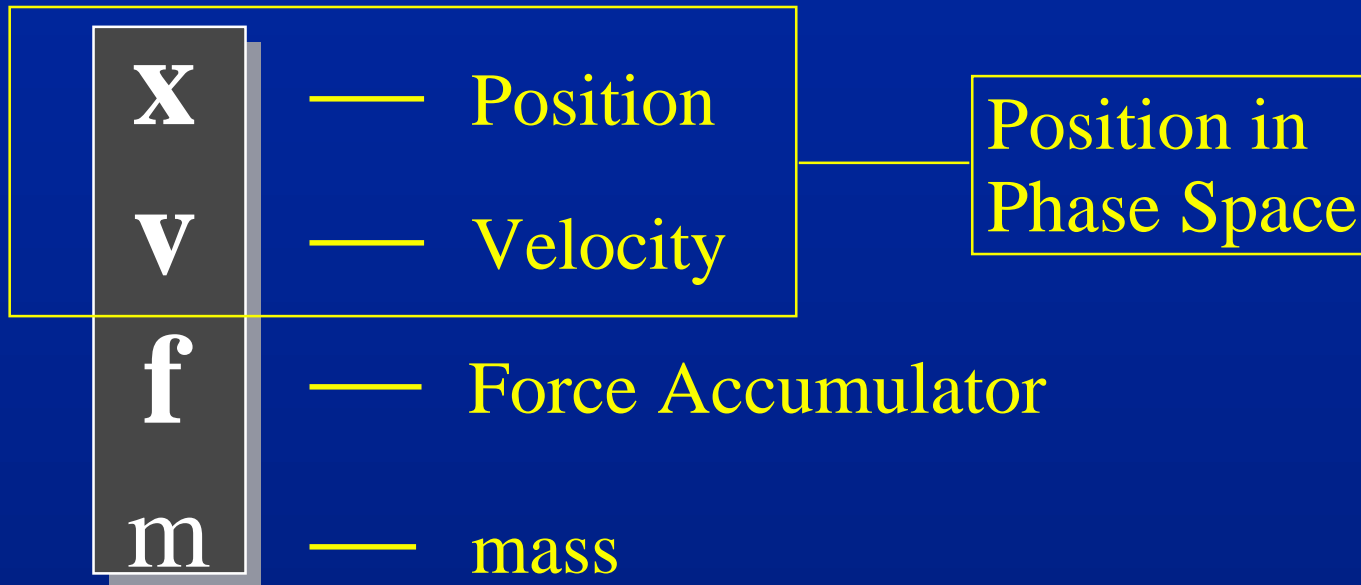 x Position
v Velocity
Position in
Phase Space
f Force Accumulator
m mass